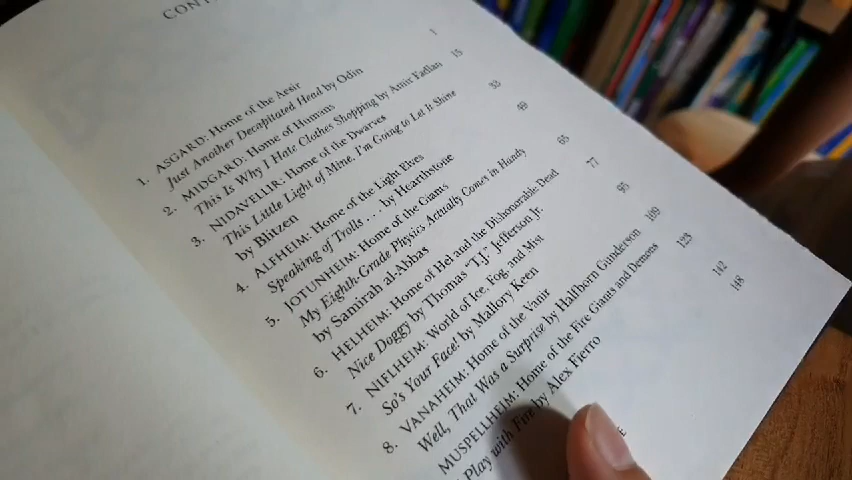 CONT
1. ASGARD: Home of the Aesir 1
Just Another Decapitated Head by Odin
2. MIDGARD: Home of Humans 15
This Is Why I Hate Clothes Shopping by Amir Fadlan
3. NIDAVELLIR: Home of the Dwarves 33
This Little Light of Mine, I'm Going to Let It Shine
by Blitzen
4. ALFHEIM: Home of the Light Elves 49
Speaking of Trolls . . . by Hearthstone
5. JOTUNHEIM: Home of the Giants 65
My Eighth-Grade Physics Actually Comes in Handy
by Samirah al-Abbas
6. HELHEIM: Home of Hel and the Dishonorable Dead 77
Nice Doggy by Thomas "T.J." Jefferson Jr.
7. NIFLHEIM: World of Ice, Fog, and Mist 95
So's Your Face! by Mallory Keen
8. VANAHEIM: Home of the Vanir 109
Well, That Was a Surprise by Halfborn Gunderson
MUSPELLHEIM: Home of the Fire Giants and Demons 123
Play with Fire by Alex Fierro
142
148